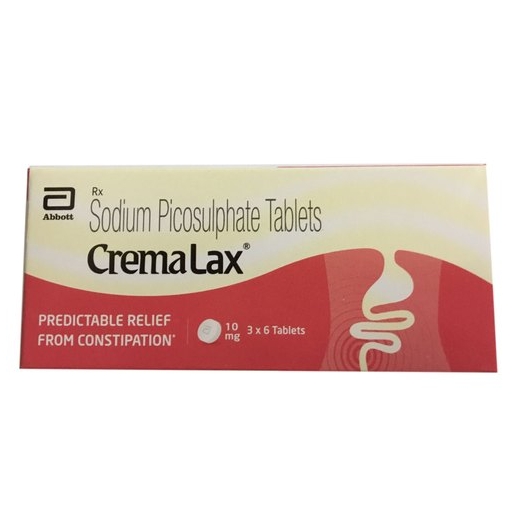 Abbott
Rx
Sodium Picosulphate Tablets
CremaLax®
PREDICTABLE RELIEF
FROM CONSTIPATION*
10
mg
3 x 6 Tablets